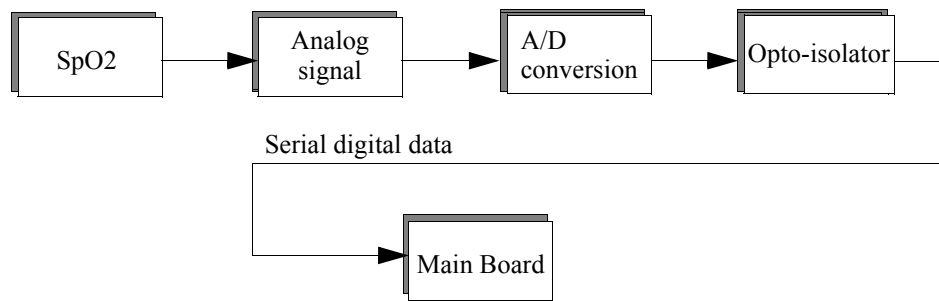 SpO2
Analog
signal
A/D
conversion
Opto-isolator
Serial digital data
Main Board